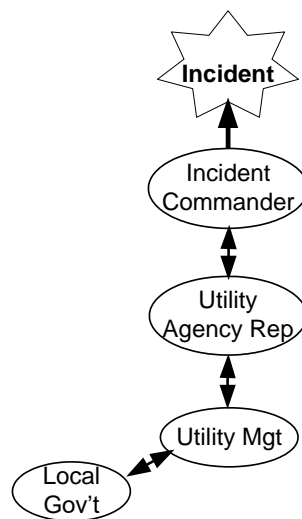 Incident
Incident
Commander
Utility
Agency Rep
Utility Mgt
Local
Gov't